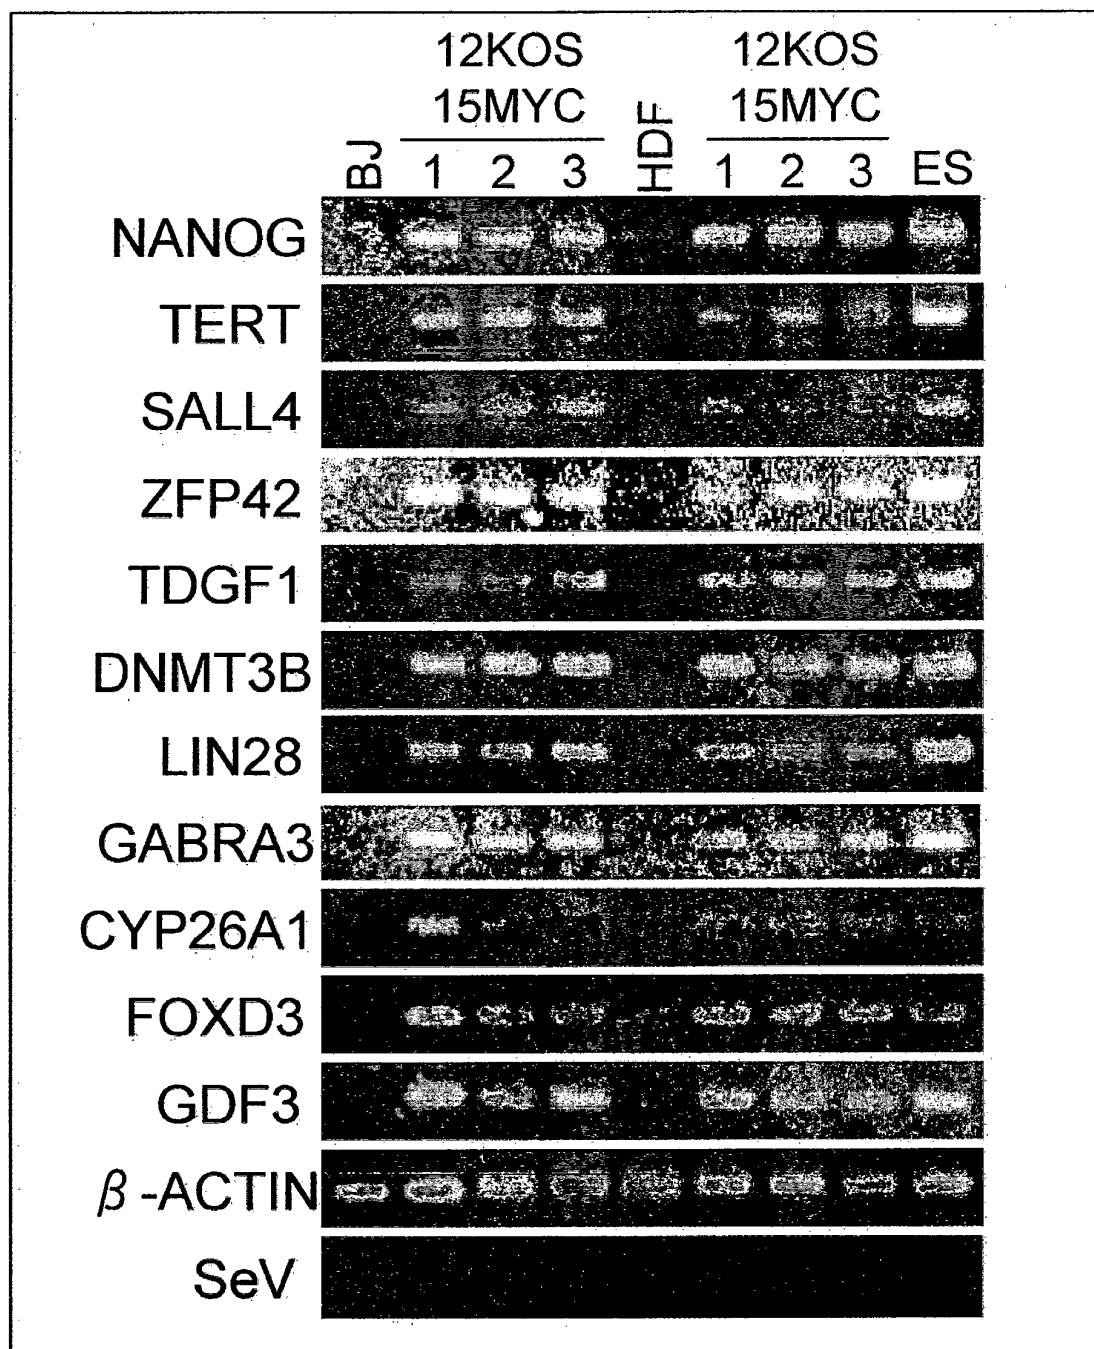 12KOS 12KOS
15MYC 15MYC
BJ 1 2 3 HDF 1 2 3 ES
NANOG
TERT
SALL4
ZFP42
TDGF1
DNMT3B
LIN28
GABRA3
CYP26A1
FOXD3
GDF3
β-ACTIN
SeV